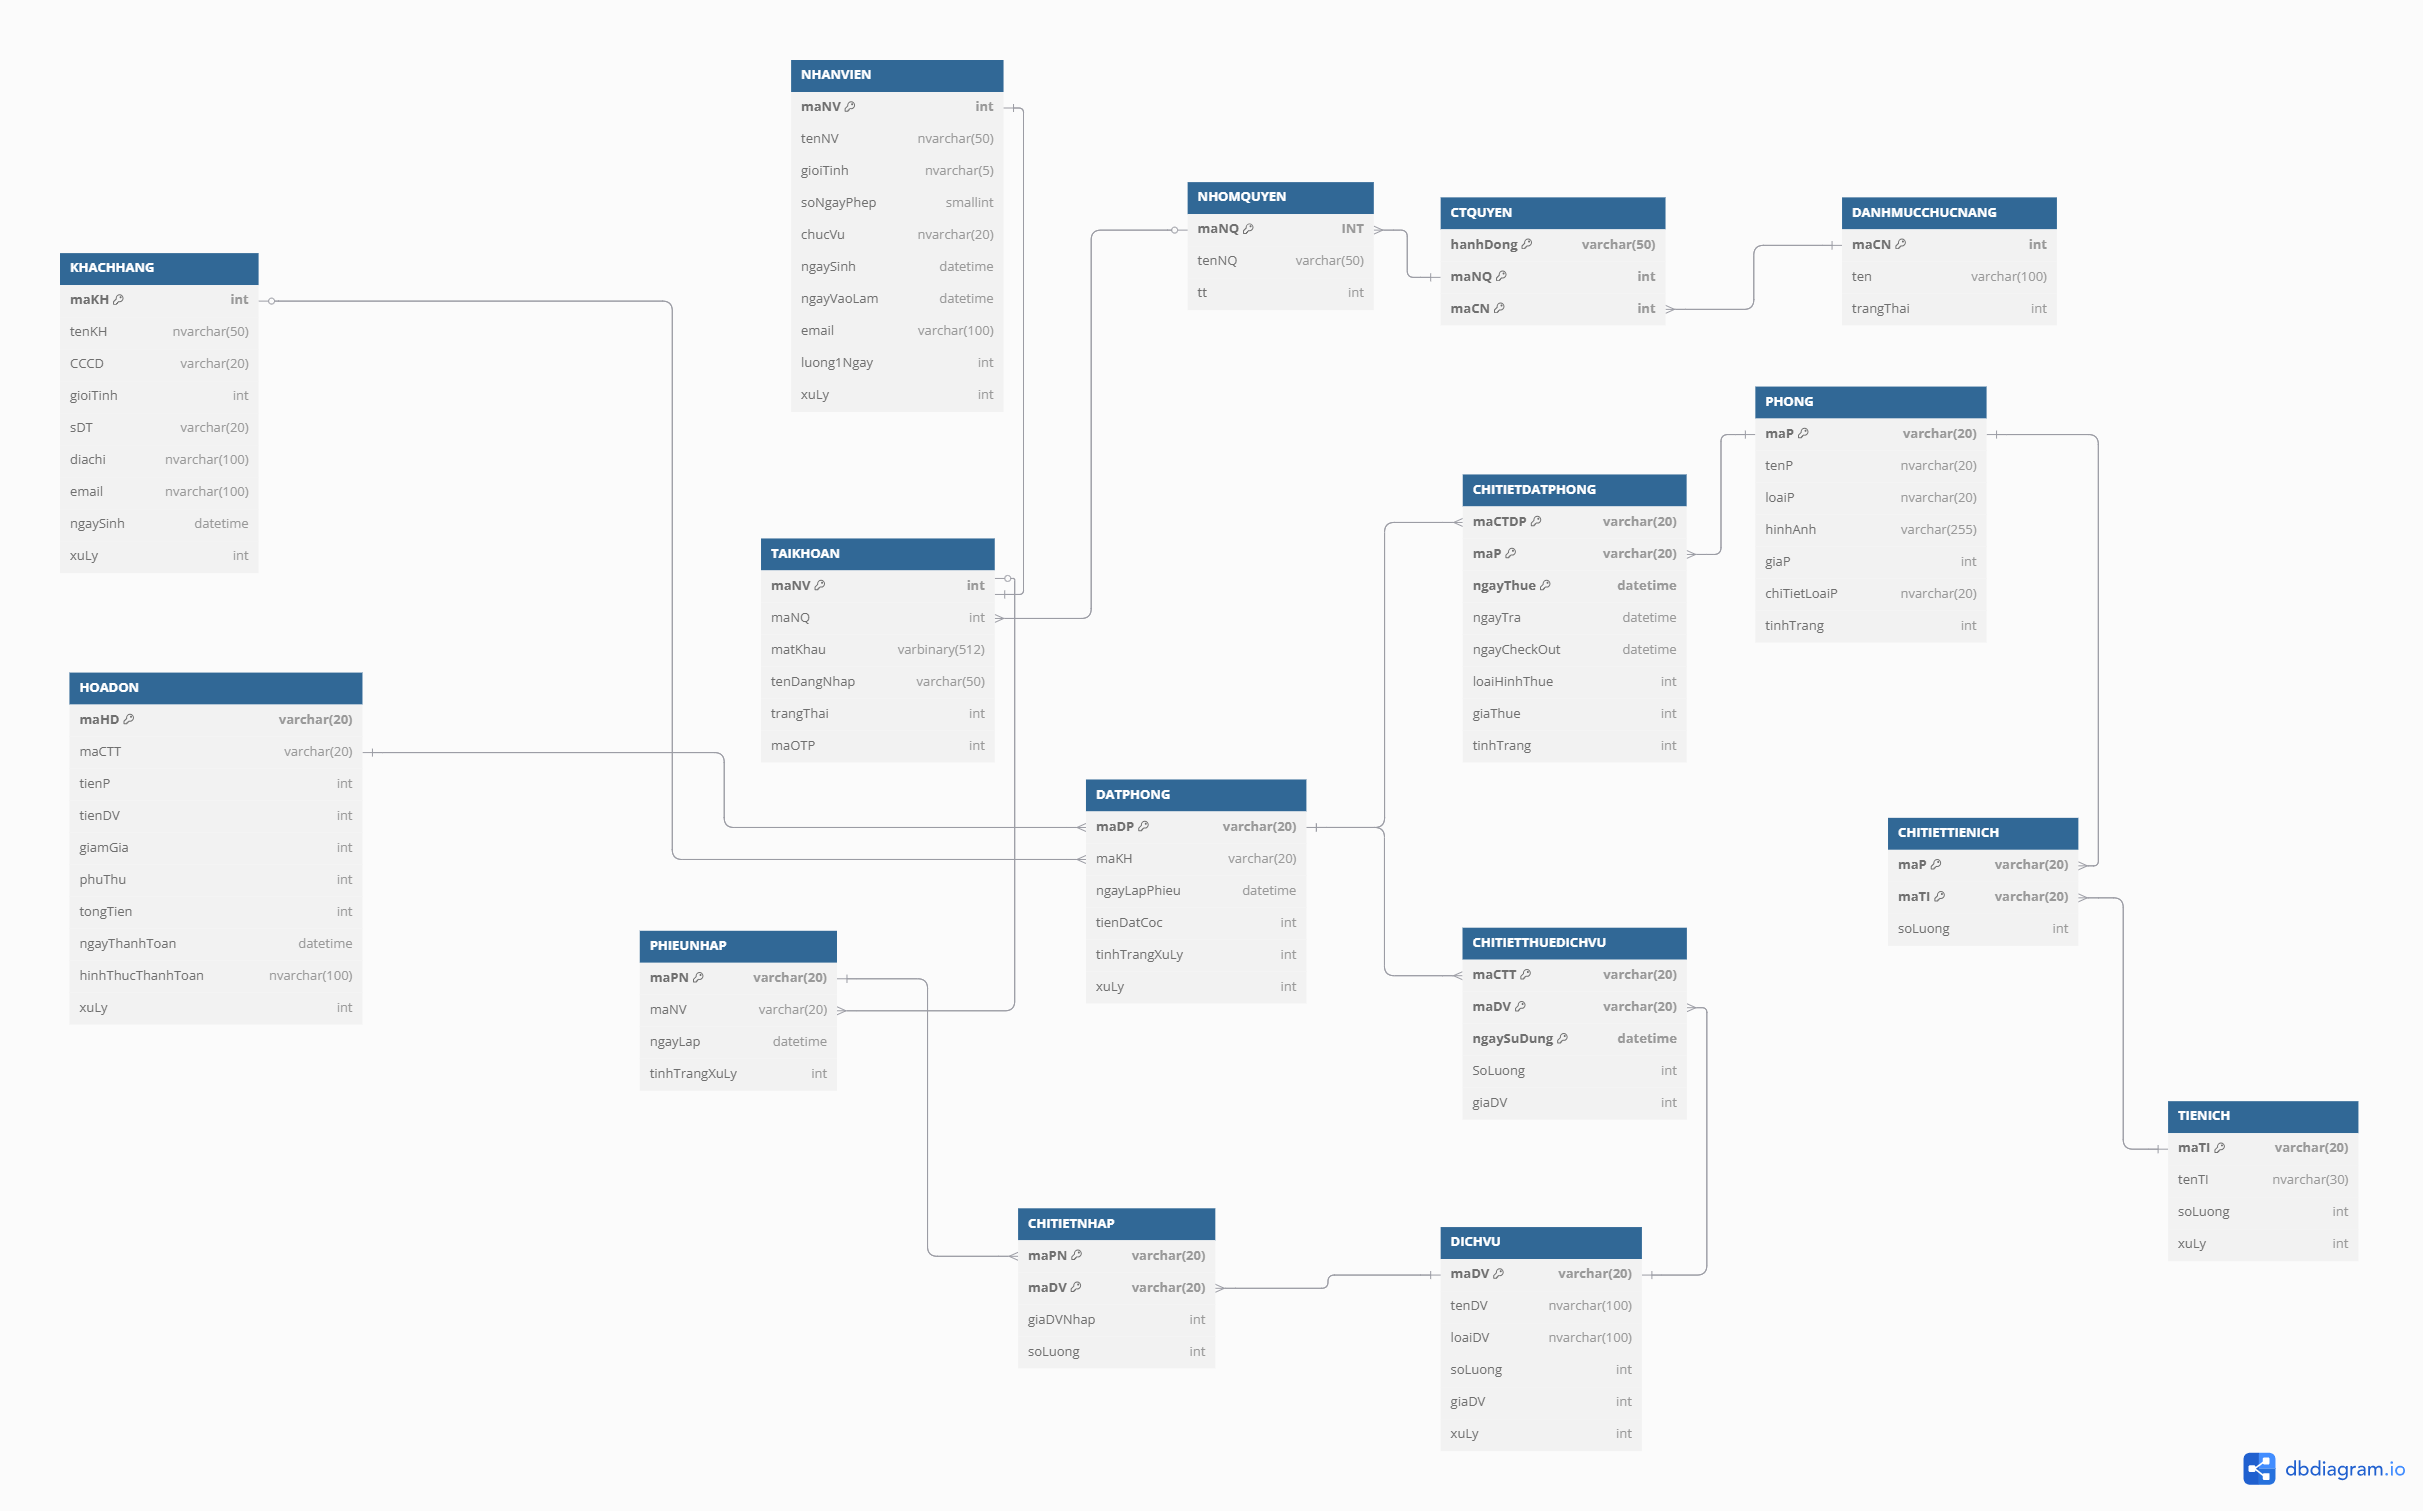 NHANVIEN
maNV int
tenNV nvarchar(50)
gioiTinh nvarchar(5)
soNgayPhep smallint
chucVu nvarchar(20)
ngaySinh datetime
ngayVaoLam datetime
email varchar(100)
luong1Ngay int
xuLy int
NHOMQUYEN
maNQ INT
tenNQ varchar(50)
tt int
CTQUYEN
hanhDong varchar(50)
maNQ int
maCN int
DANHMUCCHUCNANG
maCN int
ten varchar(100)
trangThai int
KHACHHANG
maKH int
tenKH nvarchar(50)
CCCD varchar(20)
gioiTinh int
sDT varchar(20)
diachi nvarchar(100)
email nvarchar(100)
ngaySinh datetime
xuLy int
PHONG
maP varchar(20)
tenP nvarchar(20)
loaiP nvarchar(20)
hinhAnh varchar(255)
giaP int
chiTietLoaiP nvarchar(20)
tinhTrang int
CHITIETDATPHONG
maCTDP varchar(20)
maP varchar(20)
ngayThue datetime
ngayTra datetime
ngayCheckOut datetime
loaiHinhThue int
giaThue int
tinhTrang int
TAIKHOAN
maNV int
maNQ int
matKhau varbinary(512)
tenDangNhap varchar(50)
trangThai int
maOTP int
HOADON
maHD varchar(20)
maCTT varchar(20)
tienP int
tienDV int
giamGia int
phuThu int
tongTien int
ngayThanhToan datetime
hinhThucThanhToan nvarchar(100)
xuLy int
DATPHONG
maDP varchar(20)
maKH varchar(20)
ngayLapPhieu datetime
tienDatCoc int
tinhTrangXuLy int
xuLy int
CHITIETTIENICH
maP varchar(20)
maTI varchar(20)
soLuong int
PHIEUNHAP
maPN varchar(20)
maNV varchar(20)
ngayLap datetime
tinhTrangXuLy int
CHITIETTHUEDICHVU
maCTT varchar(20)
maDV varchar(20)
ngaySuDung datetime
SoLuong int
giaDV int
TIENICH
maTI varchar(20)
tenTI nvarchar(30)
soLuong int
xuLy int
CHITIETNHAP
maPN varchar(20)
maDV varchar(20)
giaDVNhap int
soLuong int
DICHVU
maDV varchar(20)
tenDV nvarchar(100)
loaiDV nvarchar(100)
soLuong int
giaDV int
xuLy int
dbdiagram.io